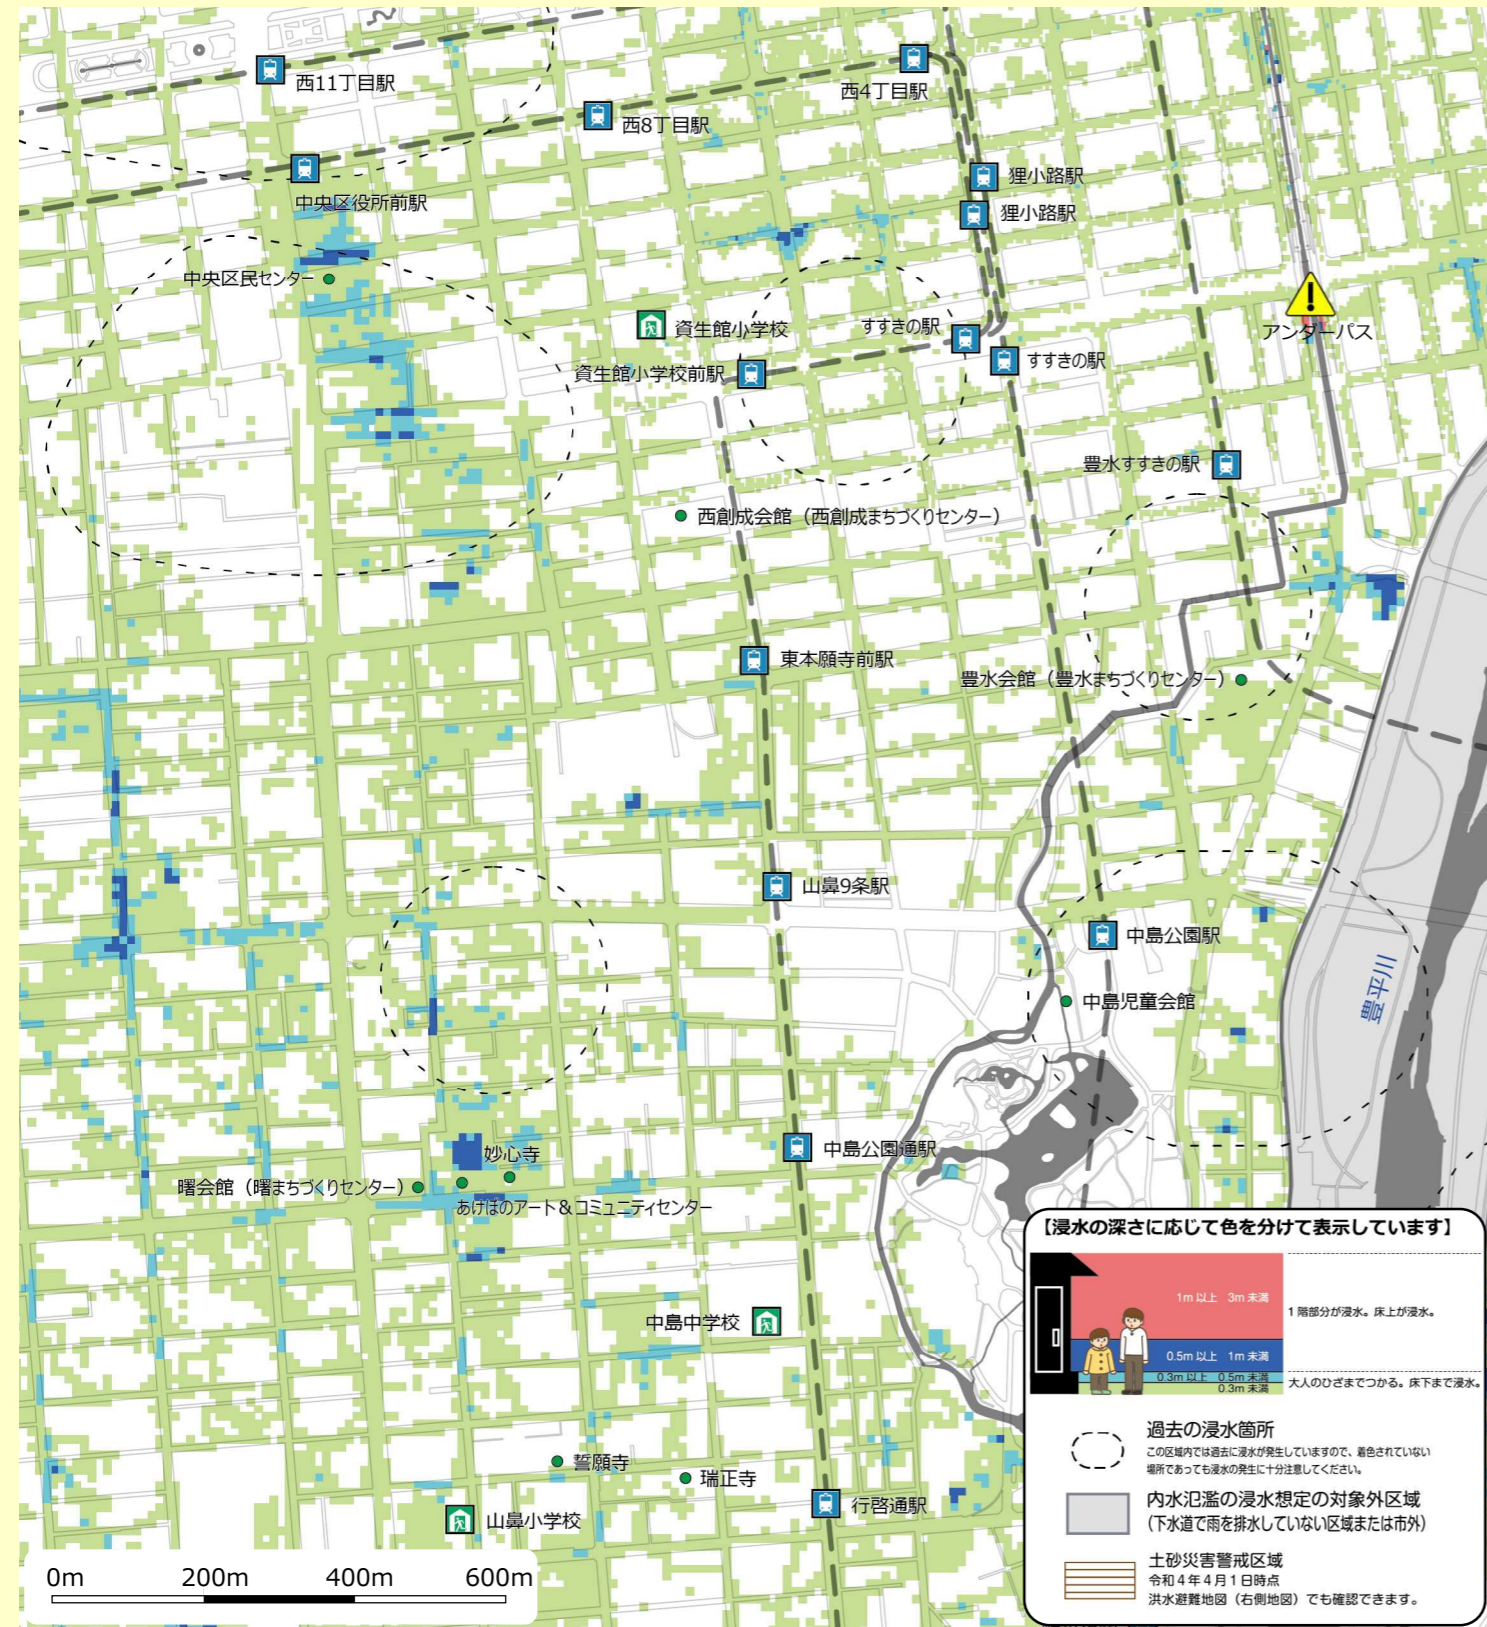 西11丁目駅
西4丁目駅
西8丁目駅
中央区役所前駅
狸小路駅
狸小路駅
中央区民センター
資生館小学校
すすきの駅
アンダーパス
資生館小学校前駅
すすきの駅
豊水すすきの駅
西創成会館（西創成まちづくりセンター）
東本願寺前駅
豊水会館（豊水まちづくりセンター）
山鼻9条駅
中島公園駅
豊平川
中島児童会館
中島公園通駅
妙心寺
曙会館（曙まちづくりセンター）
あけぼのアート＆コミュニティセンター
中島中学校
誓願寺
瑞正寺
行啓通駅
山鼻小学校
0m 200m 400m 600m
【浸水の深さに応じて色を分けて表示しています】
1m 以上 3m 未満
１階部分が浸水。床上が浸水。
0.5m 以上 1m 未満
0.3m 以上 0.5m 未満
0.3m 未満
大人のひざまでつかる。床下まで浸水。
過去の浸水箇所
この区域内では過去に浸水が発生していますので、着色されていない
場所であっても浸水の発生に十分注意してください。
内水氾濫の浸水想定の対象外区域
（下水道で雨を排水していない区域または市外）
土砂災害警戒区域
令和４年４月１日時点
洪水避難地図（右側地図）でも確認できます。